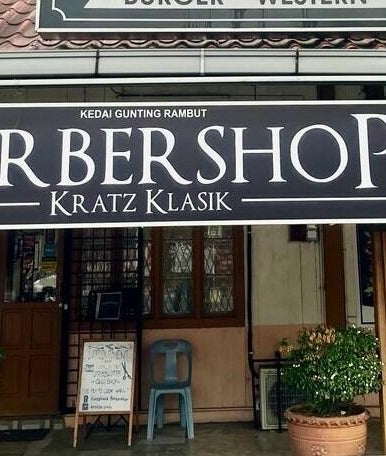 BURGER WESTERN
KEDAI GUNTING RAMBUT
RBERSHOP
KRATZ KLASIK